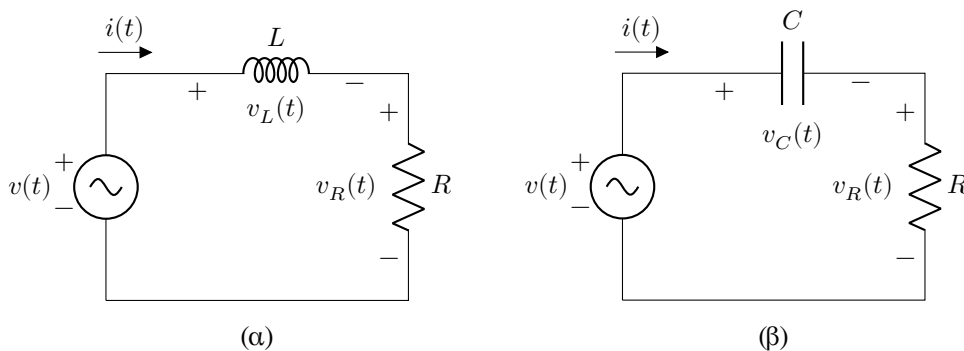 i(t)
L
+ −
v_L(t)
+
+
v(t) v_R(t) R
−
−
(α)
i(t)
C
+ −
v_C(t)
+
+
v(t) v_R(t) R
−
−
(β)